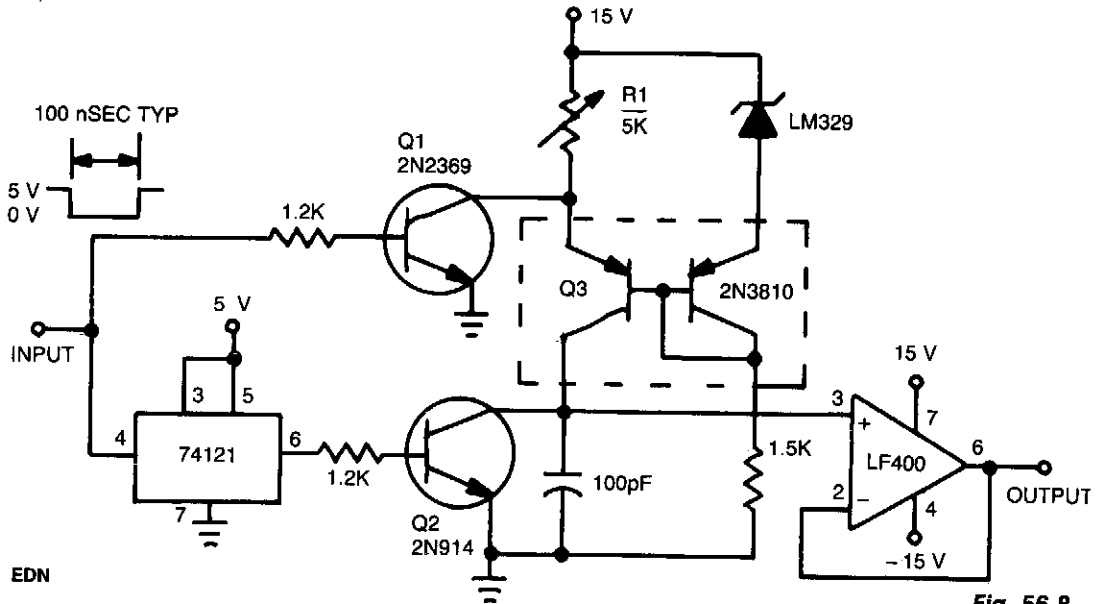 15 V
100 nSEC TYP
R1
5K
LM329
Q1
2N2369
5 V
0 V
1.2K
Q3
2N3810
5 V
INPUT
15 V
3
5
3
7
4
6
+
6
74121
1.2K
1.5K
LF400
100pF
2
−
4
OUTPUT
7
Q2
2N914
−15 V
EDN
Fig. 56-8